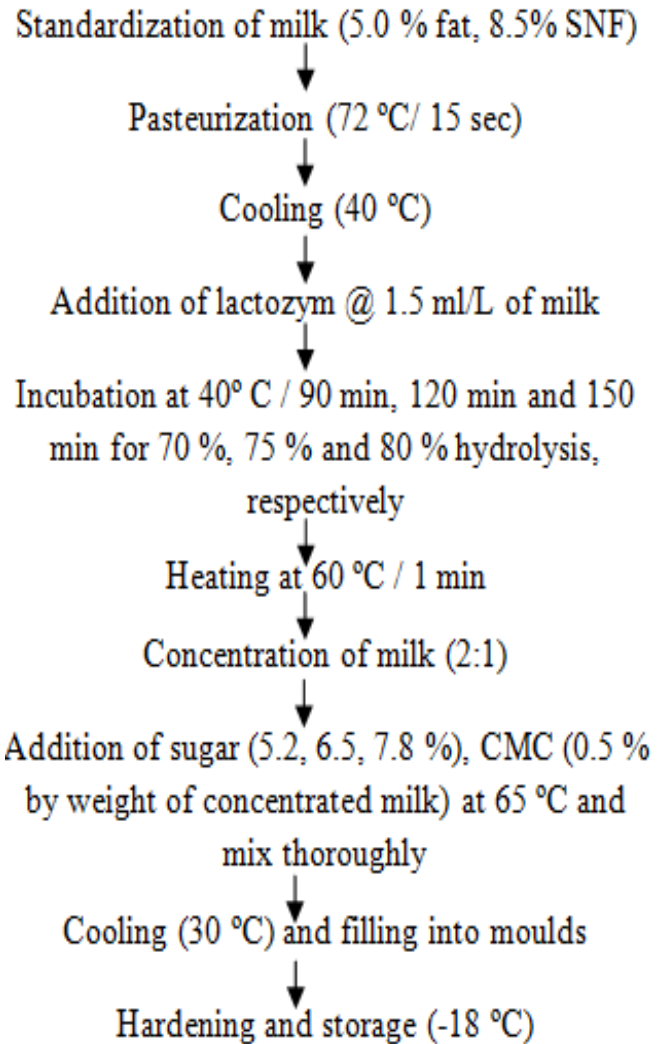 Standardization of milk (5.0 % fat, 8.5% SNF)
Pasteurization (72 ºC/ 15 sec)
Cooling (40 ºC)
Addition of lactozym @ 1.5 ml/L of milk
Incubation at 40º C / 90 min, 120 min and 150
min for 70 %, 75 % and 80 % hydrolysis,
respectively
Heating at 60 ºC / 1 min
Concentration of milk (2:1)
Addition of sugar (5.2, 6.5, 7.8 %), CMC (0.5 %
by weight of concentrated milk) at 65 ºC and
mix thoroughly
Cooling (30 ºC) and filling into moulds
Hardening and storage (-18 ºC)